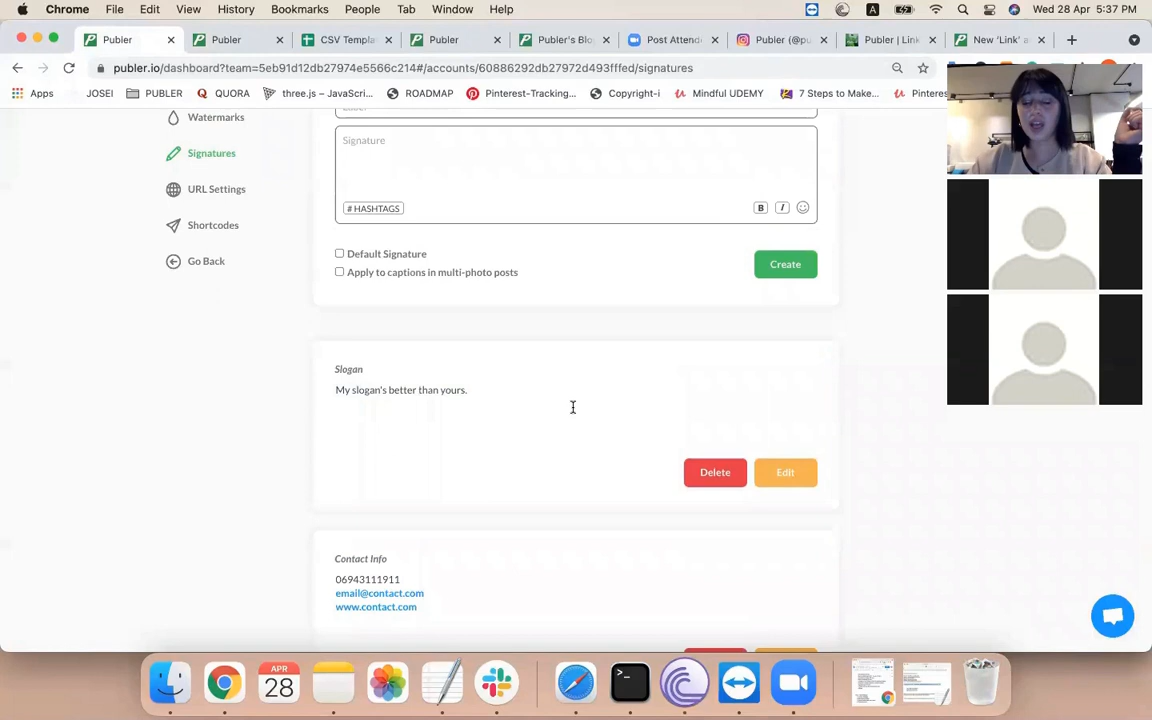 Chrome File Edit View History Bookmarks People Tab Window Help
A
Wed 28 Apr 5:37 PM
Publer
Publer
CSV Templa
Publer
Publer's Blo
Post Attend
Publer (@pu
Publer | Link
New 'Link' a
publer.io/dashboard?team=5eb91d12db27974e5566c214#/accounts/60886292db27972d493fffed/signatures
Apps
JOSEI
PUBLER
QUORA
three.js – JavaScri...
ROADMAP
Pinterest-Tracking...
Copyright-i
Mindful UDEMY
7 Steps to Make...
Pinteres
Watermarks
Signatures
URL Settings
Shortcodes
Go Back
Signature
# HASHTAGS
B I
Default Signature
Apply to captions in multi-photo posts
Create
Slogan
My slogan's better than yours.
Delete
Edit
Contact Info
06943111911
email@contact.com
www.contact.com
APR
28